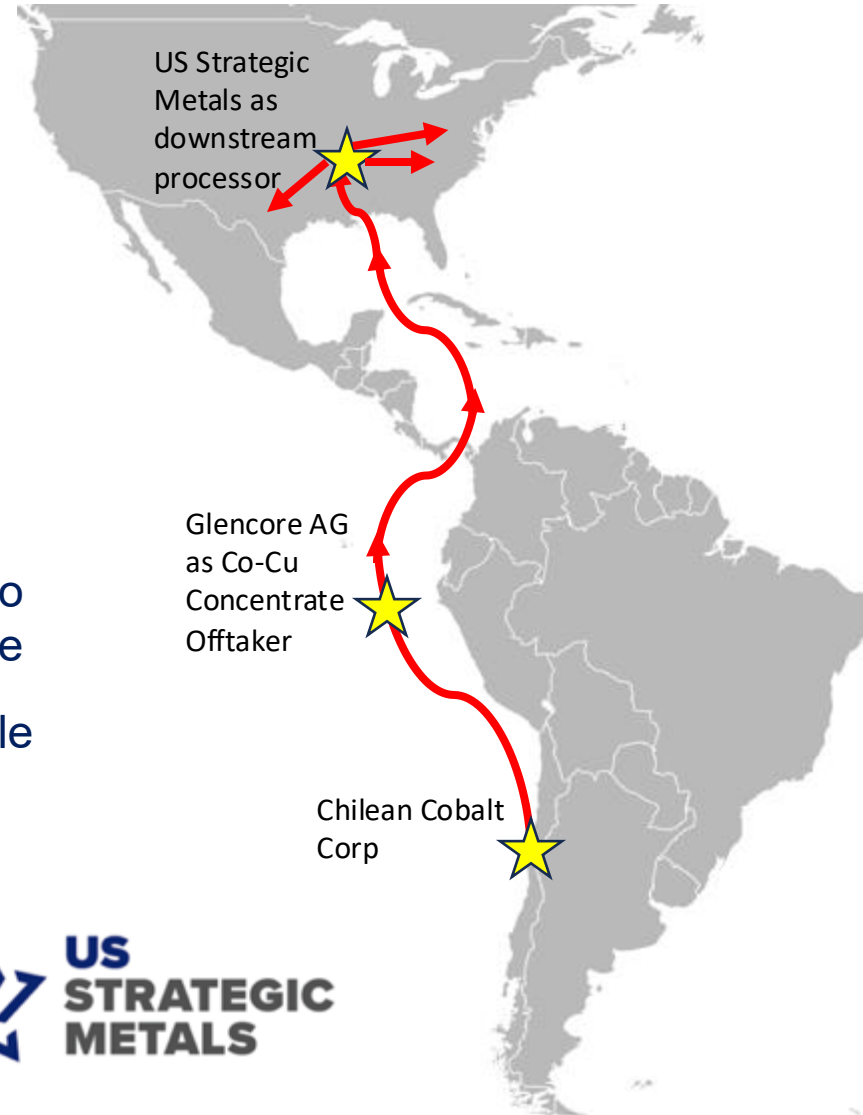 US Strategic
Metals as
downstream
processor
Glencore AG
as Co-Cu
Concentrate
Offtaker
Chilean Cobalt
Corp
US
STRATEGIC
METALS